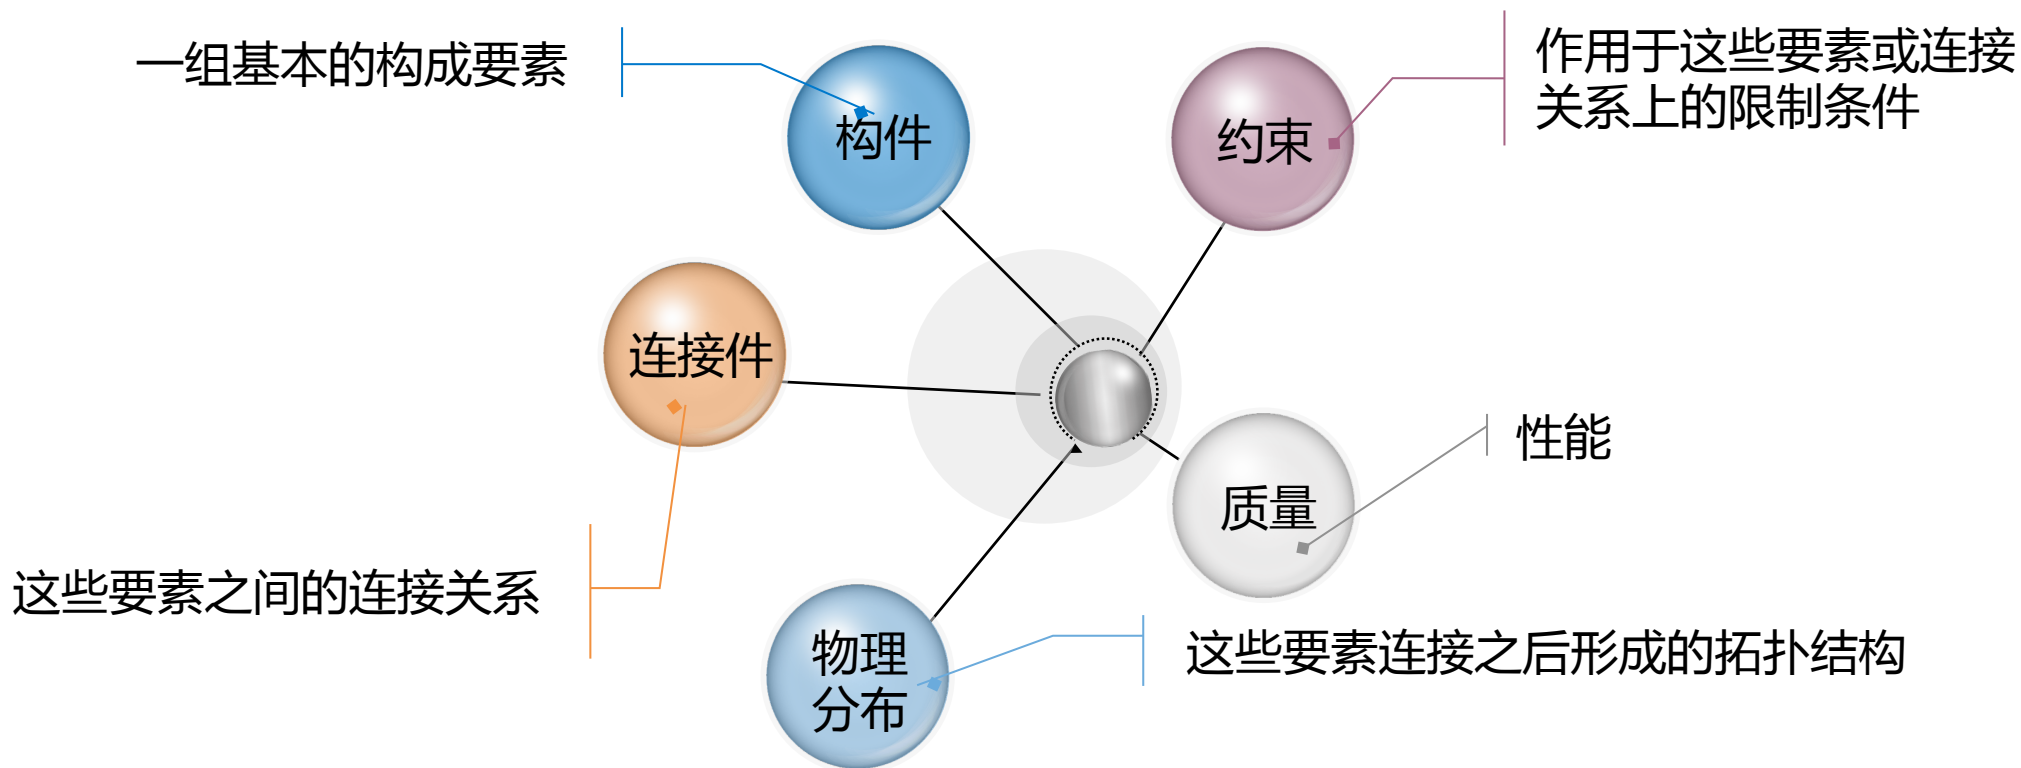 一组基本的构成要素
构件
约束
作用于这些要素或连接
关系上的限制条件
连接件
这些要素之间的连接关系
质量
性能
物理
分布
这些要素连接之后形成的拓扑结构